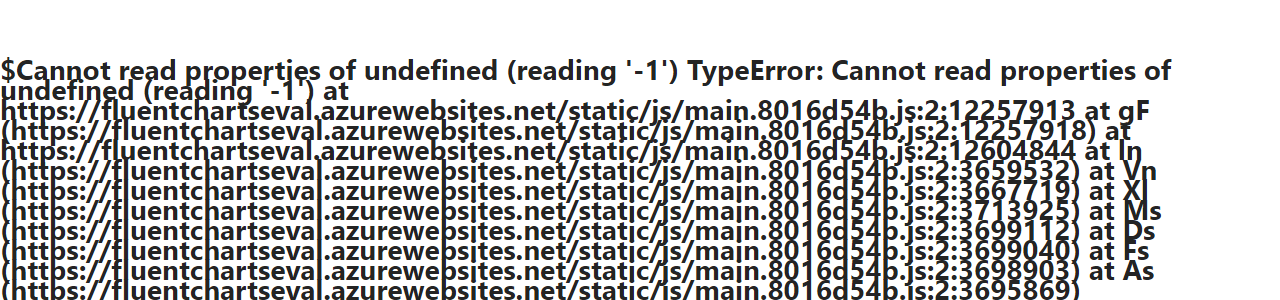 $Cannot read properties of undefined (reading '-1') TypeError: Cannot read properties of
undefined (reading '-1') at
https://fluentchartseval.azurewebsites.net/static/js/main.8016d54b.js:2:12257913 at gF
(https://fluentchartseval.azurewebsites.net/static/js/main.8016d54b.js:2:12257918) at
https://fluentchartseval.azurewebsites.net/static/js/main.8016d54b.js:2:12604844 at In
(https://fluentchartseval.azurewebsites.net/static/js/main.8016d54b.js:2:3659532) at Vn
(https://fluentchartseval.azurewebsites.net/static/js/main.8016d54b.js:2:3667719) at Xl
(https://fluentchartseval.azurewebsites.net/static/js/main.8016d54b.js:2:3713925) at Ms
(https://fluentchartseval.azurewebsites.net/static/js/main.8016d54b.js:2:3699112) at Ds
(https://fluentchartseval.azurewebsites.net/static/js/main.8016d54b.js:2:3699040) at Fs
(https://fluentchartseval.azurewebsites.net/static/js/main.8016d54b.js:2:3698903) at As
(https://fluentchartseval.azurewebsites.net/static/js/main.8016d54b.js:2:3695869)